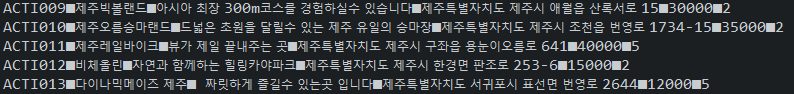 ACTI009■제주빅볼랜드■아시아 최장 300m코스를 경험하실수 있습니다■제주특별자치도 제주시 애월읍 산록서로 15■30000■2
ACTI010■제주오름승마랜드■드넓은 초원을 달릴수 있는 제주 유일의 승마장■제주특별자치도 제주시 조천읍 번영로 1734-15■35000■2
ACTI011■제주레일바이크■뷰가 제일 끝내주는 곳■제주특별자치도 제주시 구좌읍 용눈이오름로 641■40000■5
ACTI012■비체올린■자연과 함께하는 힐링카야파크■제주특별자치도 제주시 한경면 판조로 253-6■15000■2
ACTI013■다이나믹메이즈 제주■ 짜릿하게 즐길수 있는곳 입니다■제주특별자치도 서귀포시 표선면 번영로 2644■12000■5